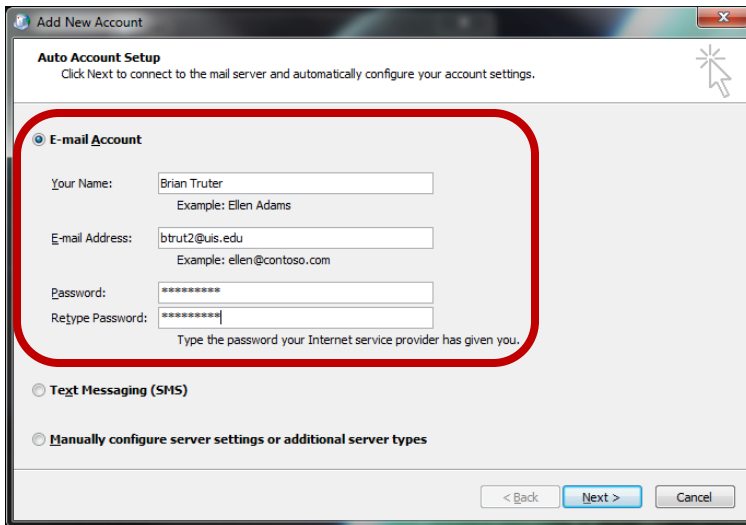 Add New Account
Auto Account Setup
Click Next to connect to the mail server and automatically configure your account settings.
E-mail Account
Your Name: Brian Truter
Example: Ellen Adams
E-mail Address: btrut2@uis.edu
Example: ellen@contoso.com
Password: *********
Retype Password: *********
Type the password your Internet service provider has given you.
Text Messaging (SMS)
Manually configure server settings or additional server types
< Back Next > Cancel